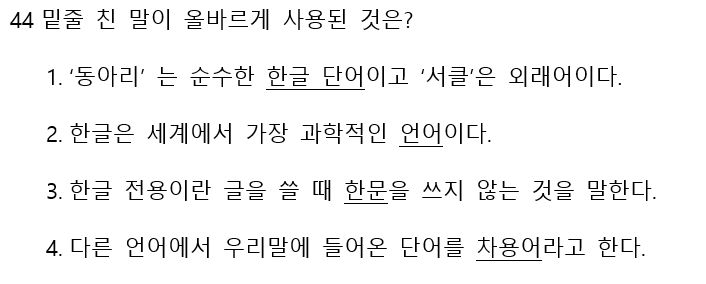 44 밑줄 친 말이 올바르게 사용된 것은?
1. ‘동아리’ 는 순수한 한글 단어이고 ‘서클’은 외래어이다.
2. 한글은 세계에서 가장 과학적인 언어이다.
3. 한글 전용이란 글을 쓸 때 한문을 쓰지 않는 것을 말한다.
4. 다른 언어에서 우리말에 들어온 단어를 차용어라고 한다.